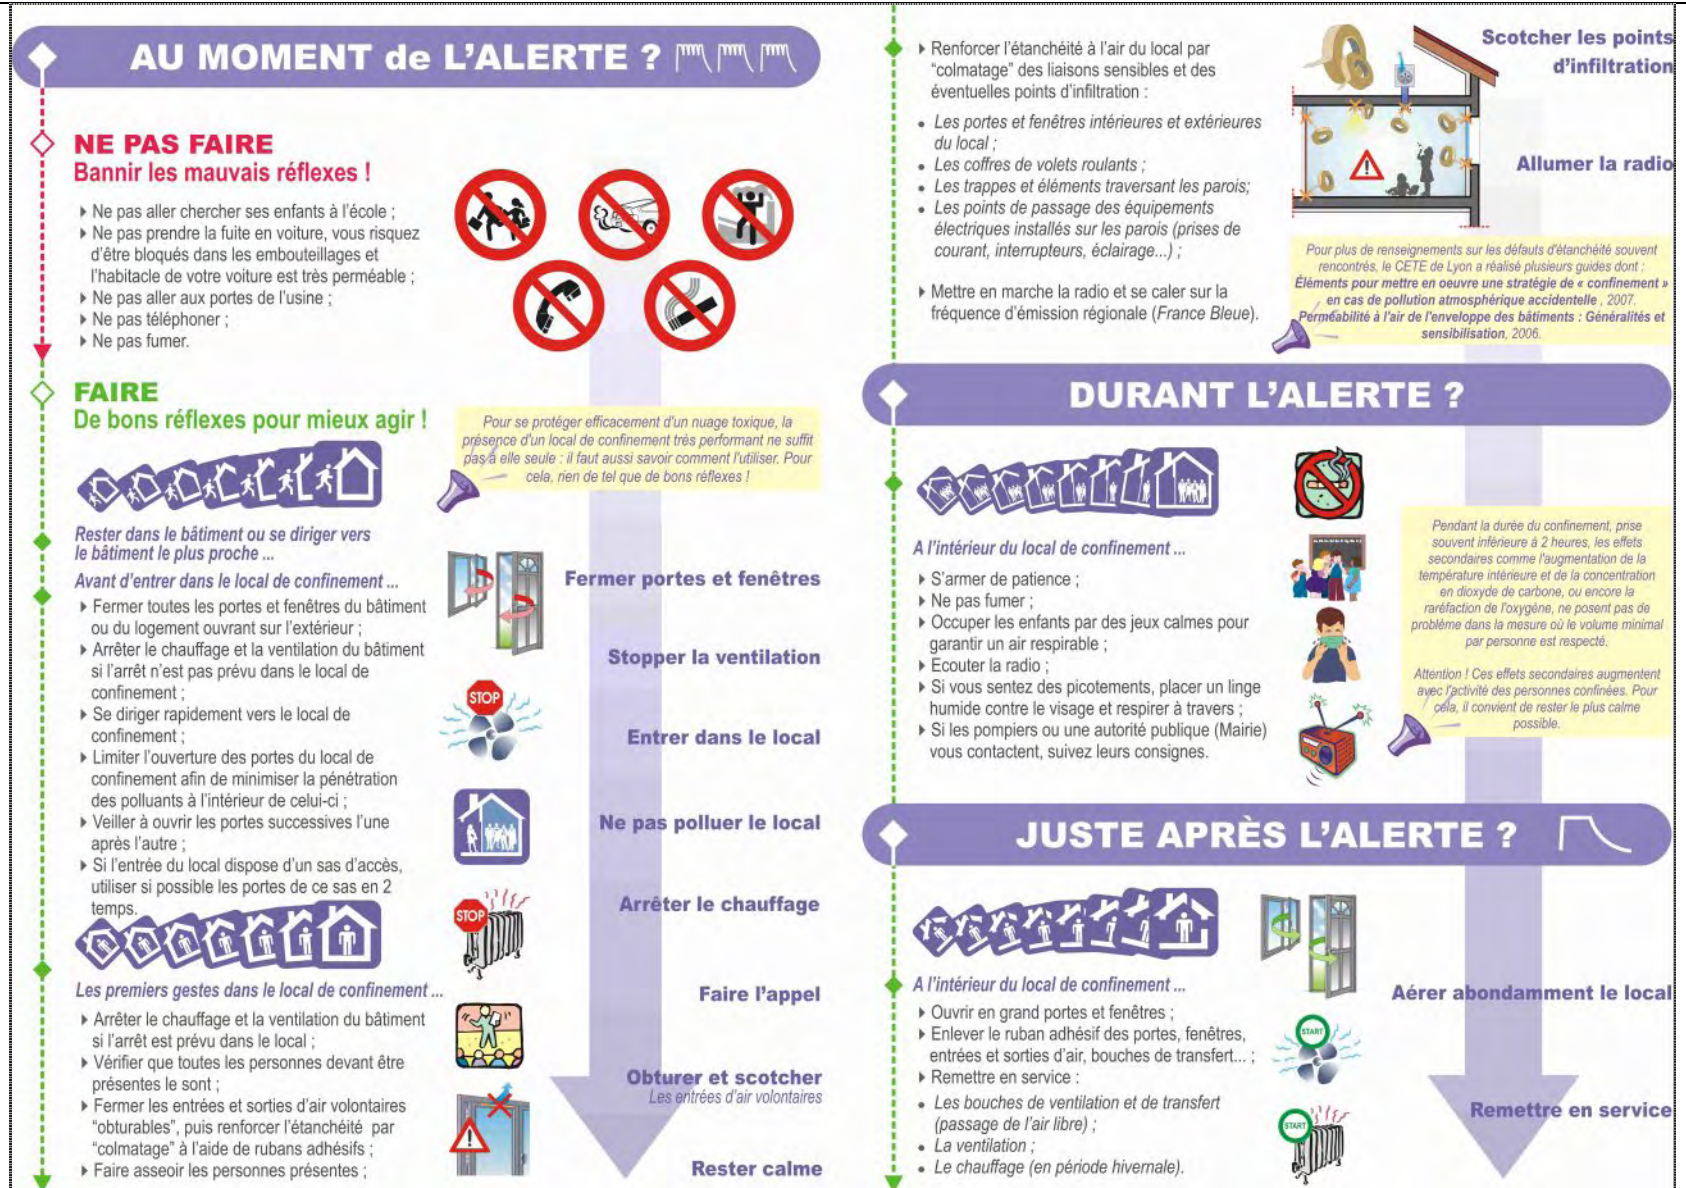 AU MOMENT de L'ALERTE ?
NE PAS FAIRE
Bannir les mauvais réflexes !
Ne pas aller chercher ses enfants à l'école ;
Ne pas prendre la fuite en voiture, vous risquez
d'être bloqués dans les embouteillages et
l'habitacle de votre voiture est très perméable ;
Ne pas aller aux portes de l'usine ;
Ne pas téléphoner ;
Ne pas fumer.
FAIRE
De bons réflexes pour mieux agir !
Pour se protéger efficacement d'un nuage toxique, la
présence d'un local de confinement très performant ne suffit
pas à elle seule : il faut aussi savoir comment l'utiliser. Pour
cela, rien de tel que de bons réflexes !
Rester dans le bâtiment ou se diriger vers
le bâtiment le plus proche ...
Avant d'entrer dans le local de confinement ...
Fermer toutes les portes et fenêtres du bâtiment
ou du logement ouvrant sur l'extérieur ;
Arrêter le chauffage et la ventilation du bâtiment
si l'arrêt n'est pas prévu dans le local de
confinement ;
Se diriger rapidement vers le local de
confinement ;
Limiter l'ouverture des portes du local de
confinement afin de minimiser la pénétration
des polluants à l'intérieur de celui-ci ;
Veiller à ouvrir les portes successives l'une
après l'autre ;
Si l'entrée du local dispose d'un sas d'accès,
utiliser si possible les portes de ce sas en 2
temps.
Fermer portes et fenêtres
Stopper la ventilation
STOP
Entrer dans le local
Ne pas polluer le local
Arrêter le chauffage
STOP
Les premiers gestes dans le local de confinement ...
Arrêter le chauffage et la ventilation du bâtiment
si l'arrêt est prévu dans le local ;
Vérifier que toutes les personnes devant être
présentes le sont ;
Fermer les entrées et sorties d'air volontaires
"obturables", puis renforcer l'étanchéité par
"colmatage" à l'aide de rubans adhésifs ;
Faire asseoir les personnes présentes ;
Faire l'appel
Obturer et scotcher
Les entrées d'air volontaires
Rester calme
Renforcer l'étanchéité à l'air du local par
"colmatage" des liaisons sensibles et des
éventuelles points d'infiltration :
Les portes et fenêtres intérieures et extérieures
du local ;
Les coffres de volets roulants ;
Les trappes et éléments traversant les parois;
Les points de passage des équipements
électriques installés sur les parois (prises de
courant, interrupteurs, éclairage...) ;
Mettre en marche la radio et se caler sur la
fréquence d'émission régionale (France Bleue).
Scotcher les points
d'infiltration
Allumer la radio
Pour plus de renseignements sur les défauts d'étanchéité souvent
rencontrés, le CETE de Lyon a réalisé plusieurs guides dont :
Éléments pour mettre en oeuvre une stratégie de « confinement »
en cas de pollution atmosphérique accidentelle , 2007.
Perméabilité à l'air de l'enveloppe des bâtiments : Généralités et
sensibilisation, 2006.
DURANT L'ALERTE ?
A l'intérieur du local de confinement ...
S'armer de patience ;
Ne pas fumer ;
Occuper les enfants par des jeux calmes pour
garantir un air respirable ;
Ecouter la radio ;
Si vous sentez des picotements, placer un linge
humide contre le visage et respirer à travers ;
Si les pompiers ou une autorité publique (Mairie)
vous contactent, suivez leurs consignes.
Pendant la durée du confinement, prise
souvent inférieure à 2 heures, les effets
secondaires comme l'augmentation de la
température intérieure et de la concentration
en dioxyde de carbone, ou encore la
raréfaction de l'oxygène, ne posent pas de
problème dans la mesure où le volume minimal
par personne est respecté.
Attention ! Ces effets secondaires augmentent
avec l'activité des personnes confinées. Pour
cela, il convient de rester le plus calme
possible.
JUSTE APRÈS L'ALERTE ?
A l'intérieur du local de confinement ...
Ouvrir en grand portes et fenêtres ;
Enlever le ruban adhésif des portes, fenêtres,
entrées et sorties d'air, bouches de transfert... ;
Remettre en service :
Les bouches de ventilation et de transfert
(passage de l'air libre) ;
La ventilation ;
Le chauffage (en période hivernale).
Aérer abondamment le local
START
Remettre en service
START